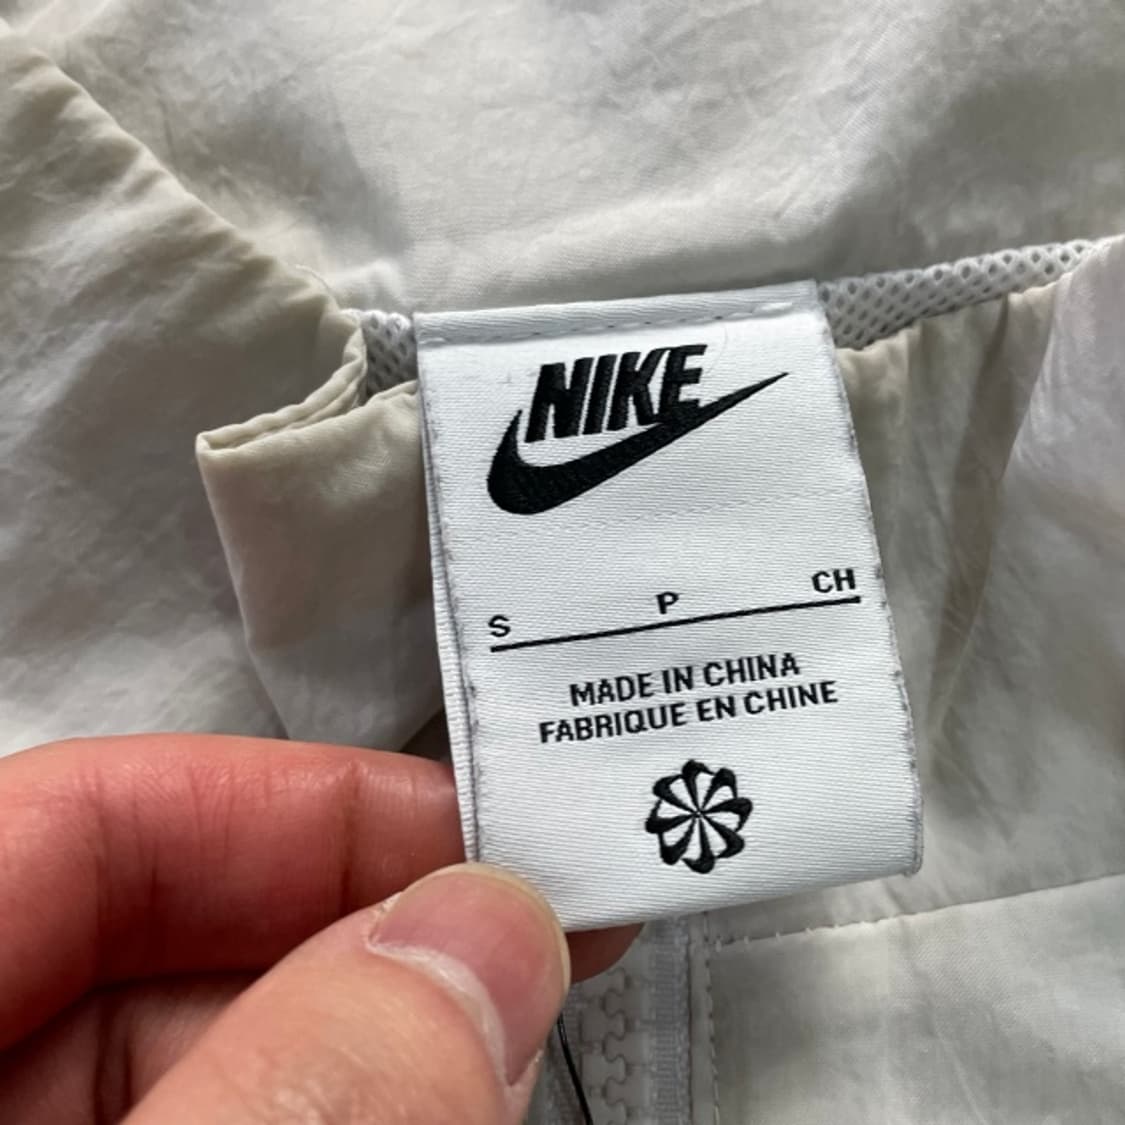 NIKE
S P CH
MADE IN CHINA
FABRIQUE EN CHINE